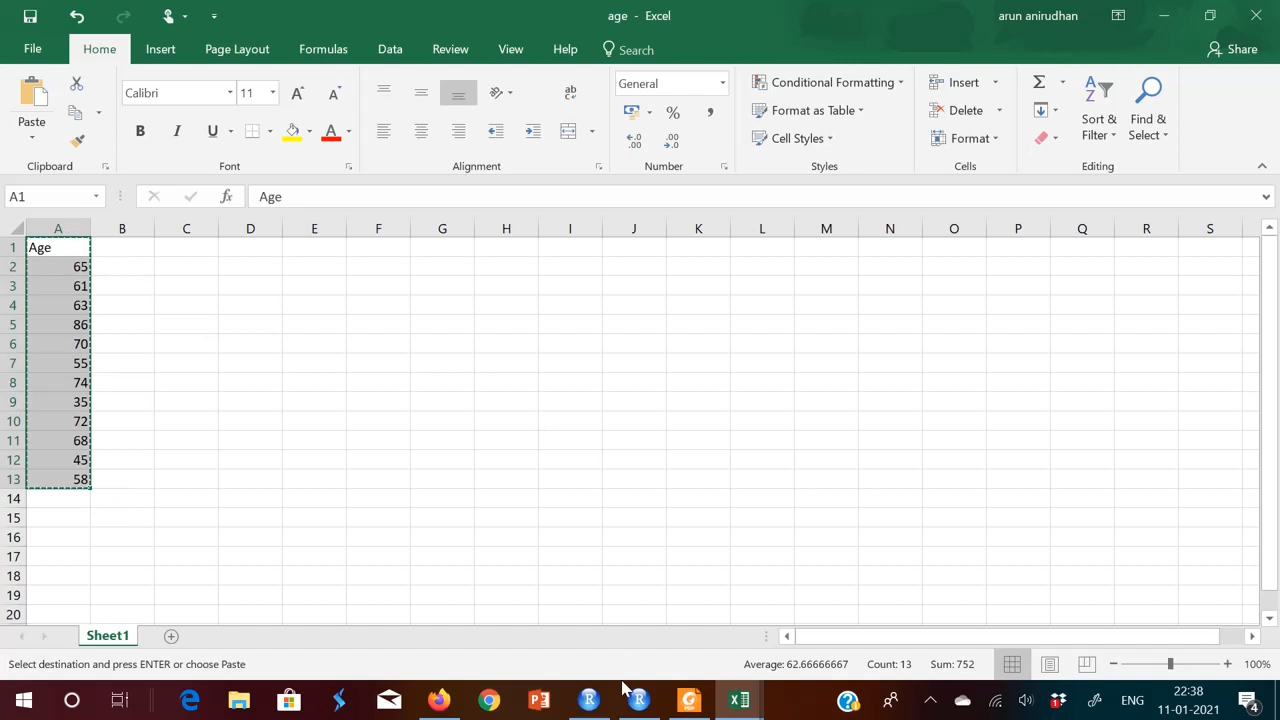 age - Excel
arun anirudhan
File
Home
Insert
Page Layout
Formulas
Data
Review
View
Help
Search
Share
Paste
Clipboard
Calibri
11
Font
Alignment
General
Number
Conditional Formatting
Format as Table
Cell Styles
Styles
Insert
Delete
Format
Cells
Sort & Filter
Find & Select
Editing
A1
fx
Age
A B C D E F G H I J K L M N O P Q R S
1 Age
2 65
3 61
4 63
5 86
6 70
7 55
8 74
9 35
10 72
11 68
12 45
13 58
14
15
16
17
18
19
20
Sheet1
Select destination and press ENTER or choose Paste
Average: 62.66666667
Count: 13
Sum: 752
100%
ENG
22:38
11-01-2021
4